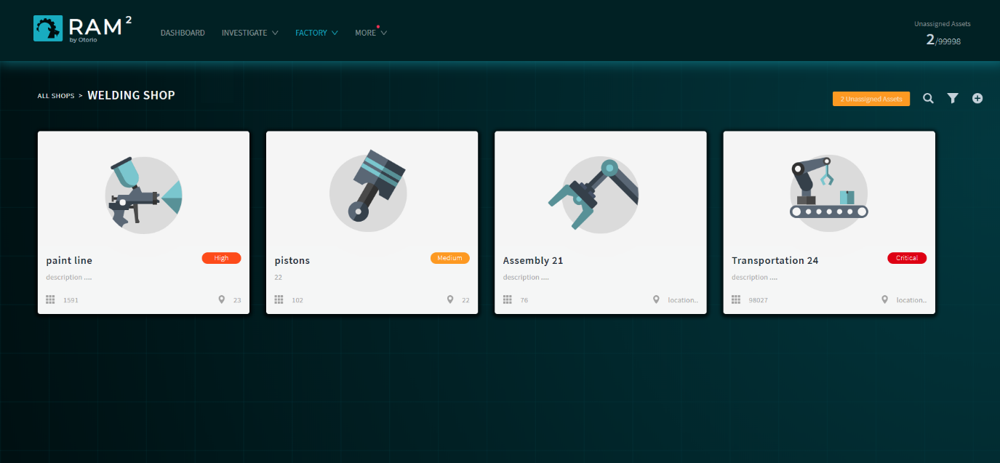 RAM 2
by Otorio
DASHBOARD INVESTIGATE FACTORY MORE
Unassigned Assets
2/99998
ALL SHOPS > WELDING SHOP
2 Unassigned Assets
paint line High
description ....
1591 23
pistons Medium
22
102 22
Assembly 21
description ....
76 location..
Transportation 24 Critical
description ....
98027 location..